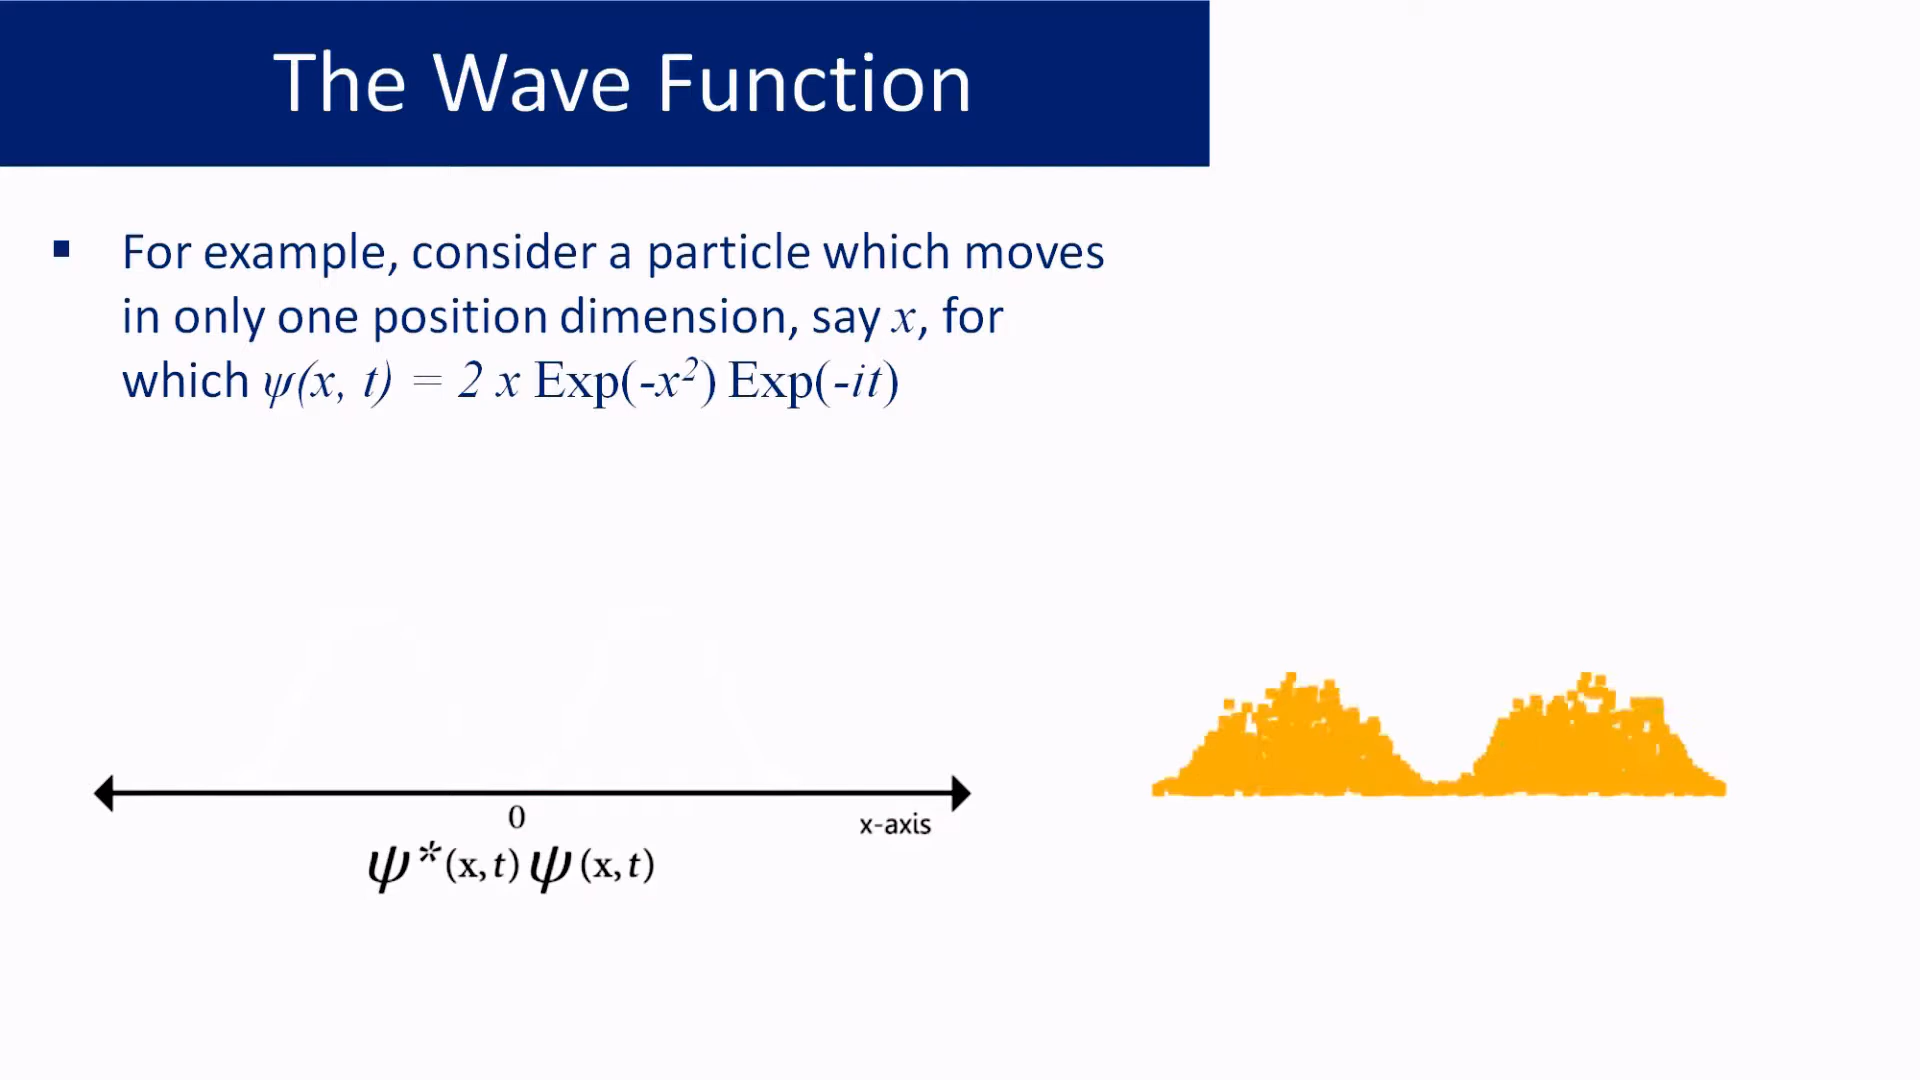 The Wave Function
▪ For example, consider a particle which moves
in only one position dimension, say x, for
which ψ(x, t) = 2 x Exp(-x²) Exp(-it)
0
x-axis
ψ*(x,t) ψ(x,t)